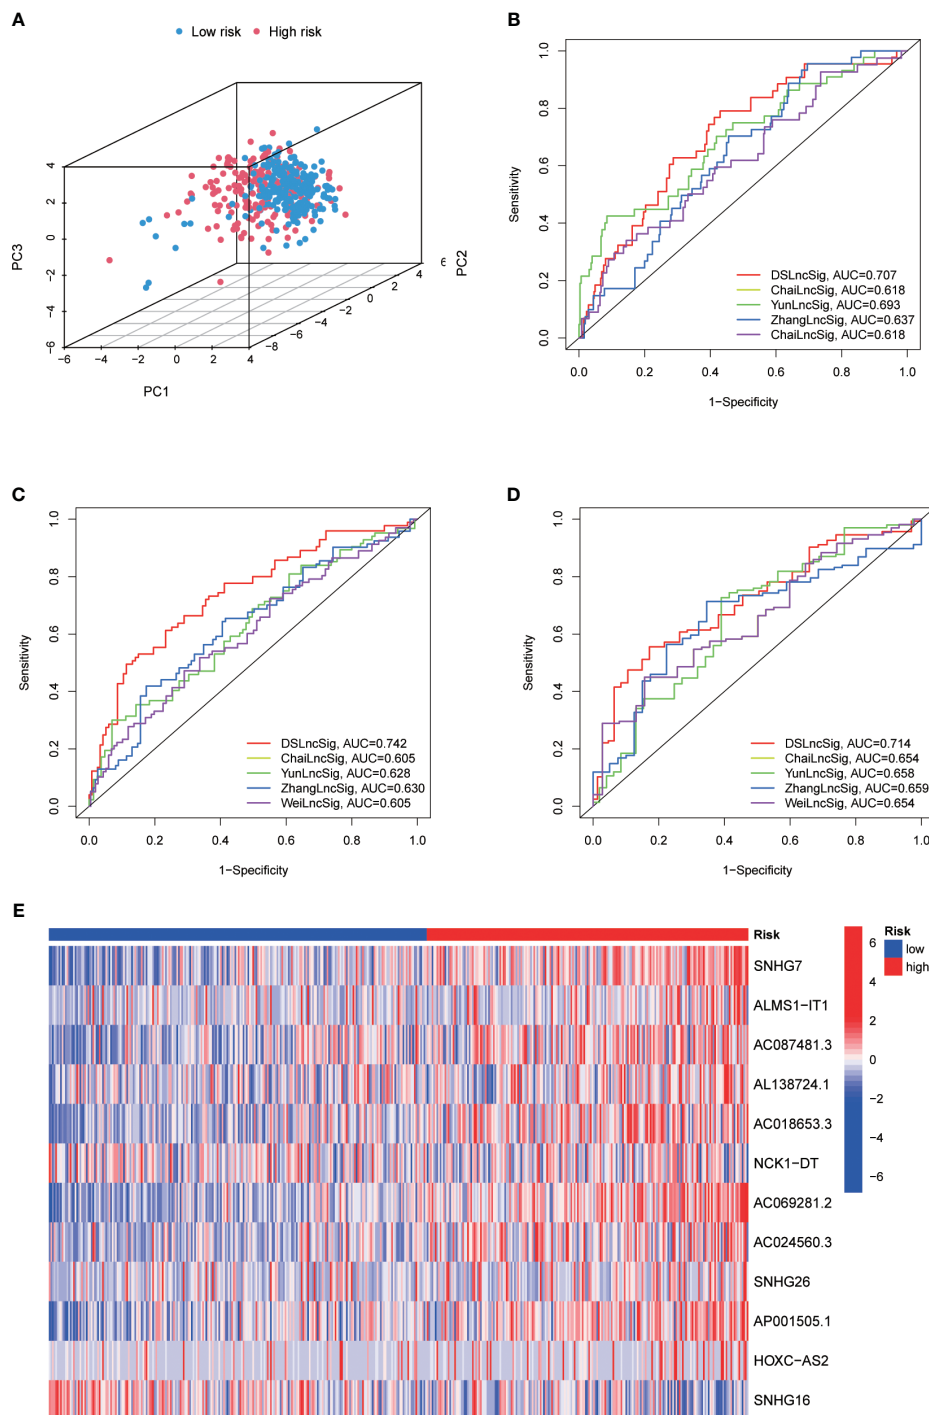 A
Low risk High risk
4
2
0
−2
−4
−6
PC3
−6 −4 −2 0 2 4
PC1
−8
−6
−4
−2
0
2
4
6
PC2
B
1.0
0.8
0.6
0.4
0.2
0.0
Sensitivity
DSLncSig, AUC=0.707
ChaiLncSig, AUC=0.618
YunLncSig, AUC=0.693
ZhangLncSig, AUC=0.637
ChaiLncSig, AUC=0.618
0.0 0.2 0.4 0.6 0.8 1.0
1−Specificity
C
1.0
0.8
0.6
0.4
0.2
0.0
Sensitivity
DSLncSig, AUC=0.742
ChaiLncSig, AUC=0.605
YunLncSig, AUC=0.628
ZhangLncSig, AUC=0.630
WeiLncSig, AUC=0.605
0.0 0.2 0.4 0.6 0.8 1.0
1−Specificity
D
1.0
0.8
0.6
0.4
0.2
0.0
Sensitivity
DSLncSig, AUC=0.714
ChaiLncSig, AUC=0.654
YunLncSig, AUC=0.658
ZhangLncSig, AUC=0.659
WeiLncSig, AUC=0.654
0.0 0.2 0.4 0.6 0.8 1.0
1−Specificity
E
Risk
SNHG7
ALMS1−IT1
AC087481.3
AL138724.1
AC018653.3
NCK1−DT
AC069281.2
AC024560.3
SNHG26
AP001505.1
HOXC−AS2
SNHG16
6
4
2
0
−2
−4
−6
Risk
low
high